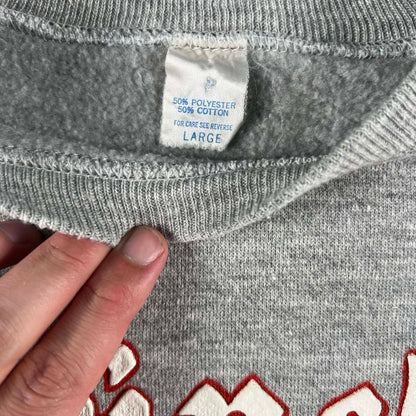 50% POLYESTER
50% COTTON
FOR CARE SEE REVERSE
LARGE